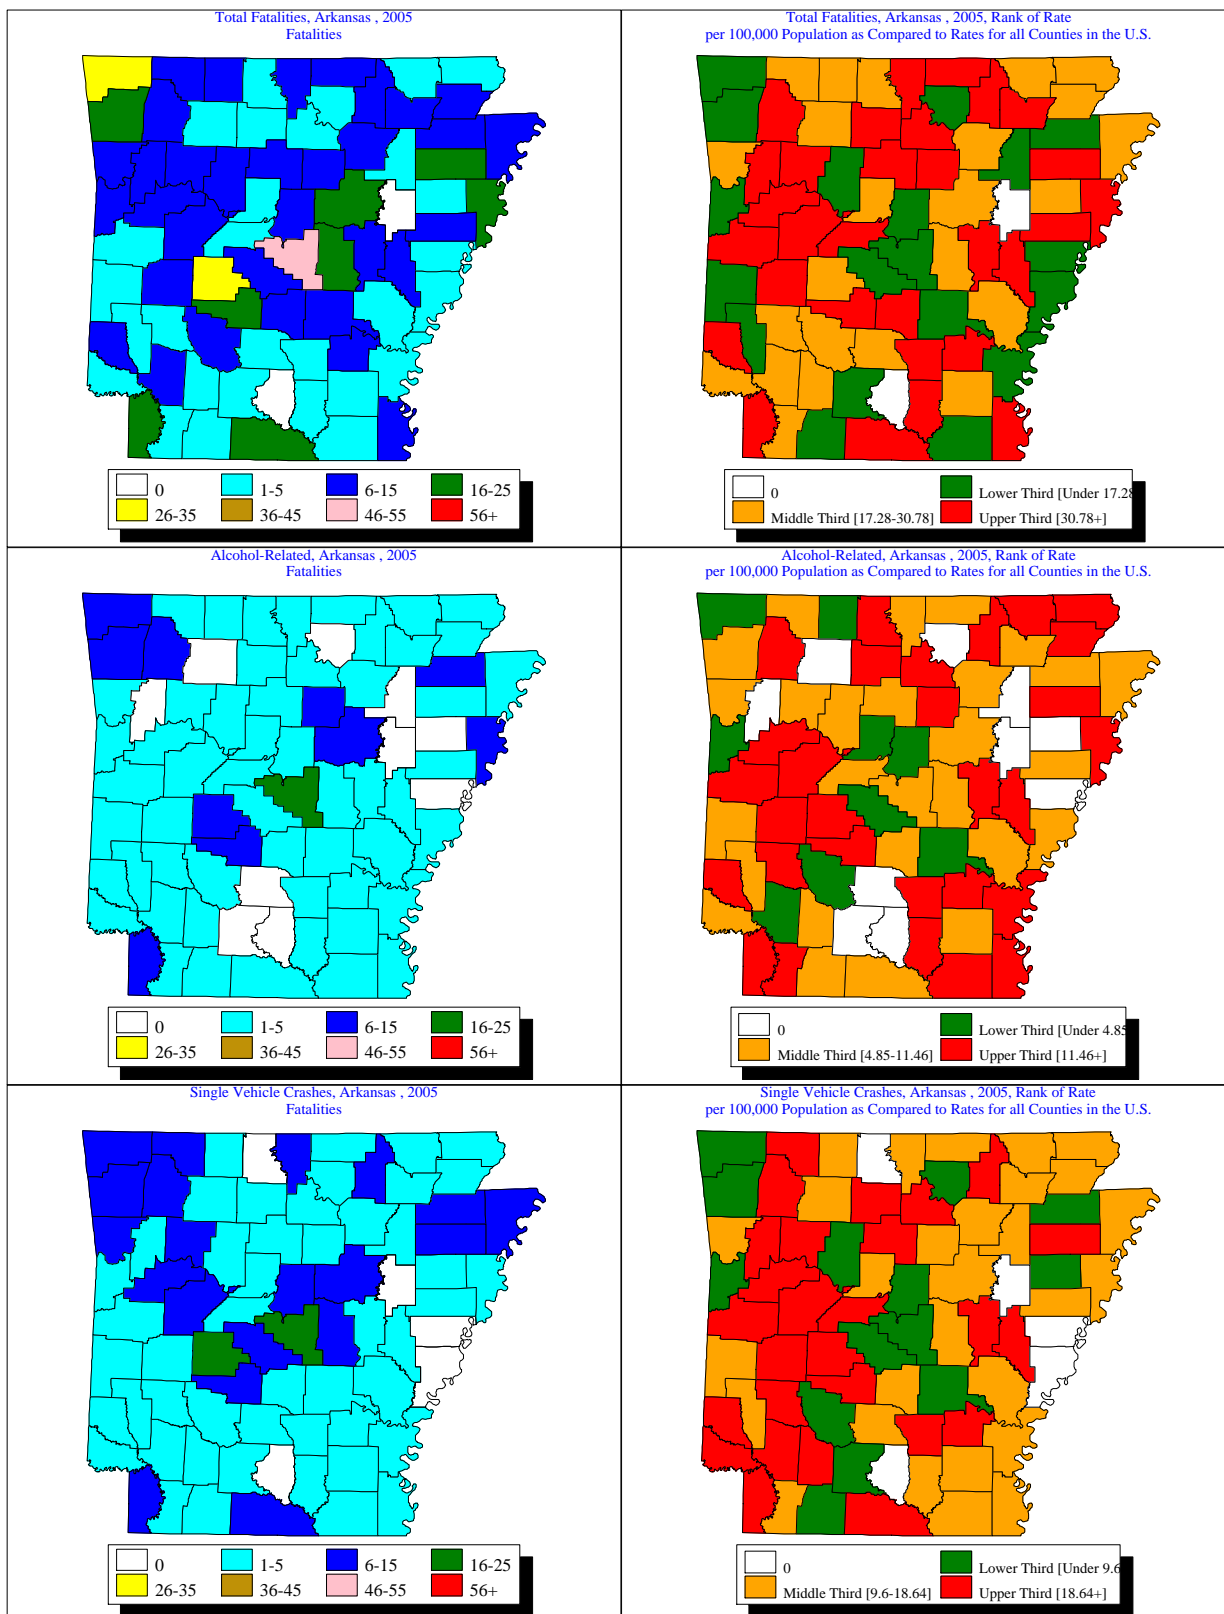 Total Fatalities, Arkansas , 2005
Fatalities
0
1-5
6-15
16-25
26-35
36-45
46-55
56+
Total Fatalities, Arkansas , 2005, Rank of Rate
per 100,000 Population as Compared to Rates for all Counties in the U.S.
0
Lower Third [Under 17.28
Middle Third [17.28-30.78]
Upper Third [30.78+]
Alcohol-Related, Arkansas , 2005
Fatalities
0
1-5
6-15
16-25
26-35
36-45
46-55
56+
Alcohol-Related, Arkansas , 2005, Rank of Rate
per 100,000 Population as Compared to Rates for all Counties in the U.S.
0
Lower Third [Under 4.85
Middle Third [4.85-11.46]
Upper Third [11.46+]
Single Vehicle Crashes, Arkansas , 2005
Fatalities
0
1-5
6-15
16-25
26-35
36-45
46-55
56+
Single Vehicle Crashes, Arkansas , 2005, Rank of Rate
per 100,000 Population as Compared to Rates for all Counties in the U.S.
0
Lower Third [Under 9.6
Middle Third [9.6-18.64]
Upper Third [18.64+]